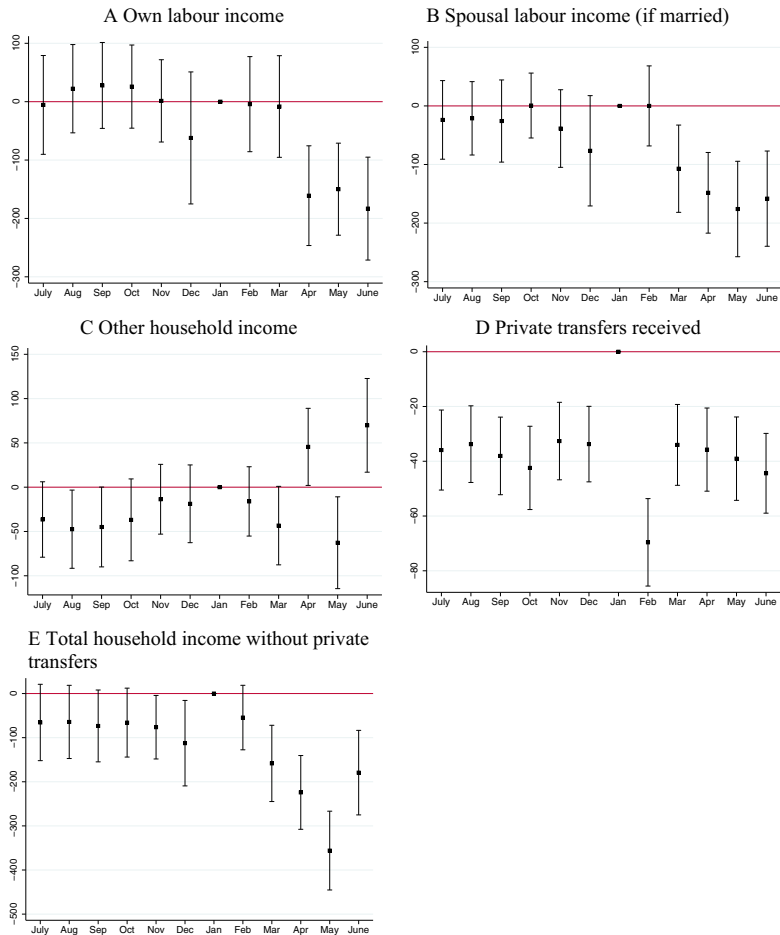 A Own labour income
100
0
−100
−200
−300
July Aug Sep Oct Nov Dec Jan Feb Mar Apr May June
B Spousal labour income (if married)
100
0
−100
−200
−300
July Aug Sep Oct Nov Dec Jan Feb Mar Apr May June
C Other household income
150
100
50
0
−50
−100
July Aug Sep Oct Nov Dec Jan Feb Mar Apr May June
D Private transfers received
0
−20
−40
−60
−80
July Aug Sep Oct Nov Dec Jan Feb Mar Apr May June
E Total household income without private
transfers
0
−100
−200
−300
−400
−500
July Aug Sep Oct Nov Dec Jan Feb Mar Apr May June